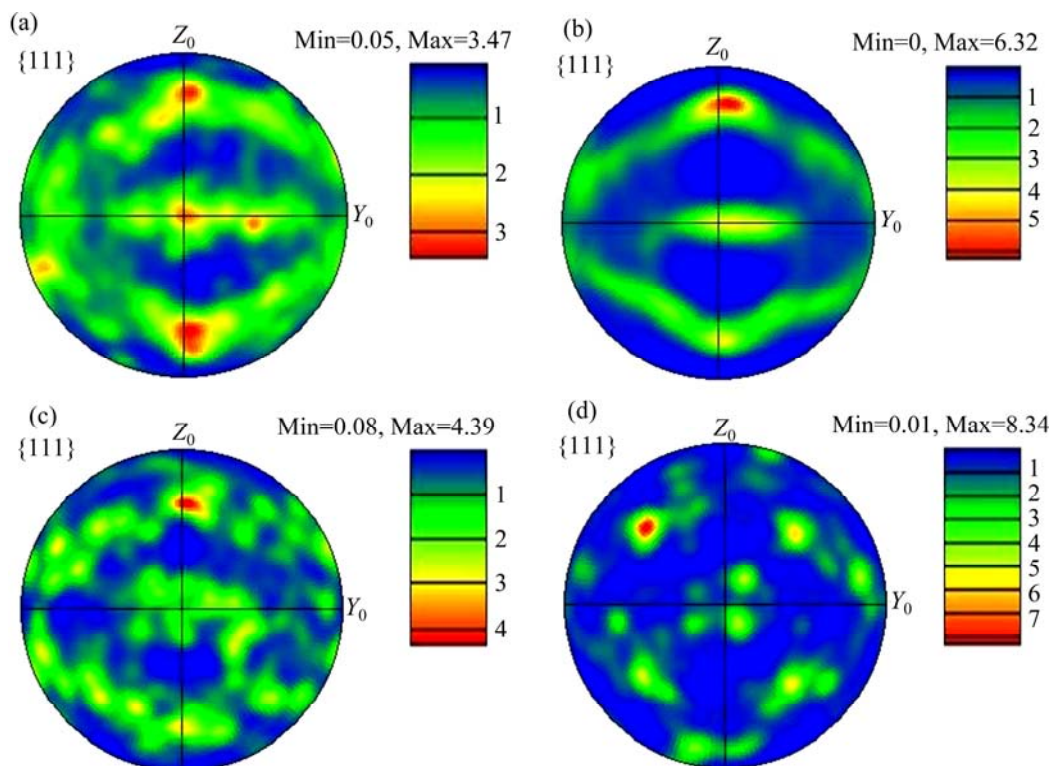 (a)
Z0
Min=0.05, Max=3.47
{111}
1
2
3
Y0
(b)
Z0
Min=0, Max=6.32
{111}
1
2
3
4
5
Y0
(c)
Z0
Min=0.08, Max=4.39
{111}
1
2
3
4
Y0
(d)
Z0
Min=0.01, Max=8.34
{111}
1
2
3
4
5
6
7
Y0